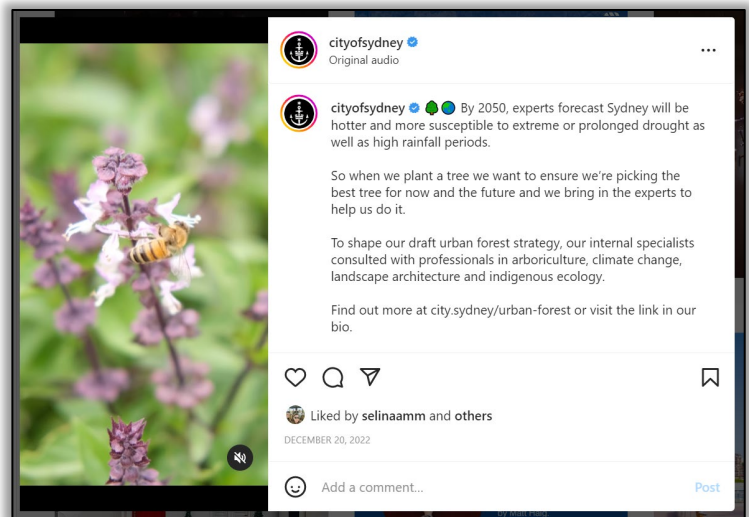 cityofsydney
Original audio
cityofsydney 🌳🌏 By 2050, experts forecast Sydney will be
hotter and more susceptible to extreme or prolonged drought as
well as high rainfall periods.
So when we plant a tree we want to ensure we're picking the
best tree for now and the future and we bring in the experts to
help us do it.
To shape our draft urban forest strategy, our internal specialists
consulted with professionals in arboriculture, climate change,
landscape architecture and indigenous ecology.
Find out more at city.sydney/urban-forest or visit the link in our
bio.
Liked by selinaamm and others
DECEMBER 20, 2022
Add a comment...
Post